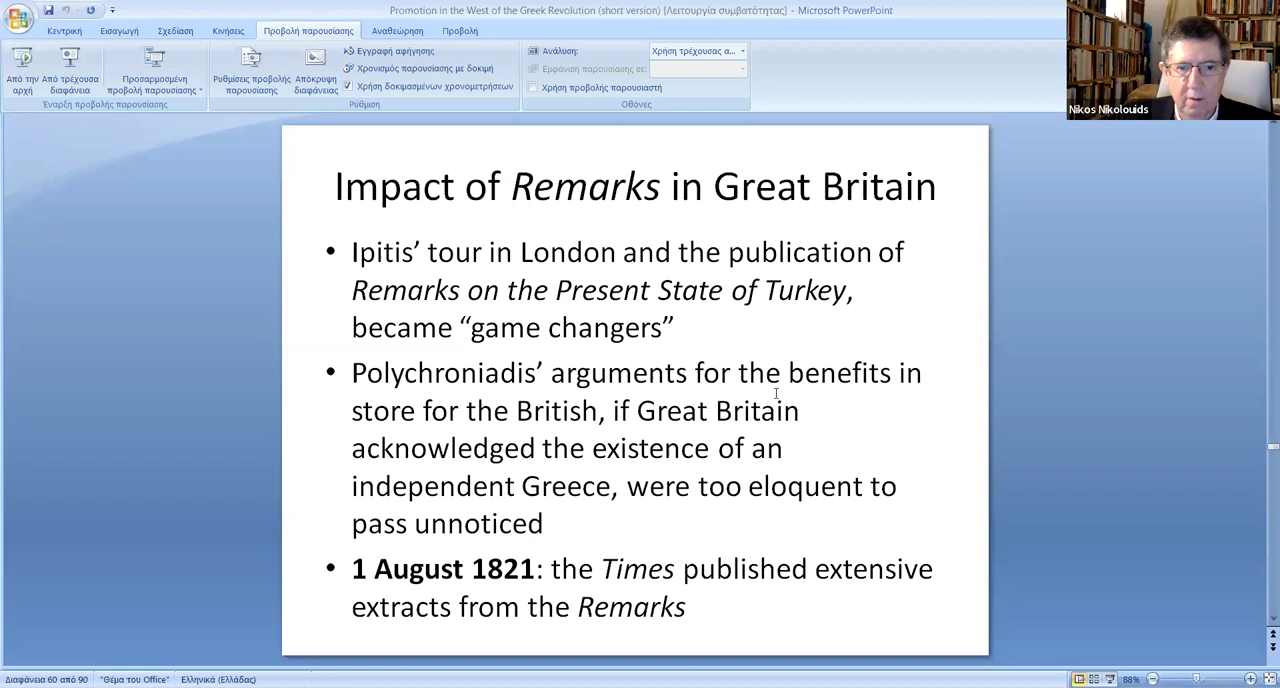 Promotion in the West of the Greek Revolution (short version) [Λειτουργία συμβατότητας] - Microsoft PowerPoint
Κεντρική Εισαγωγή Σχεδίαση Κινήσεις Προβολή παρουσίασης Αναθεώρηση Προβολή
Από την αρχή
Από τρέχουσα διαφάνεια
Προσαρμοσμένη προβολή παρουσίασης
Έναρξη προβολής παρουσίασης
Ρυθμίσεις προβολής παρουσίασης
Απόκρυψη διαφάνειας
Εγγραφή αφήγησης
Χρονισμός παρουσίασης με δοκιμή
Χρήση δοκιμασμένων χρονομετρήσεων
Ρύθμιση
Ανάλυση: Χρήση τρέχουσας α...
Εμφάνιση παρουσίασης σε:
Χρήση προβολής παρουσιαστή
Οθόνες
Nikos Nikolouids
Impact of Remarks in Great Britain
• Ipitis’ tour in London and the publication of
Remarks on the Present State of Turkey,
became “game changers”
• Polychroniadis’ arguments for the benefits in
store for the British, if Great Britain
acknowledged the existence of an
independent Greece, were too eloquent to
pass unnoticed
• 1 August 1821: the Times published extensive
extracts from the Remarks
Διαφάνεια 60 από 90 "Θέμα του Office" Ελληνικά (Ελλάδας) 88%